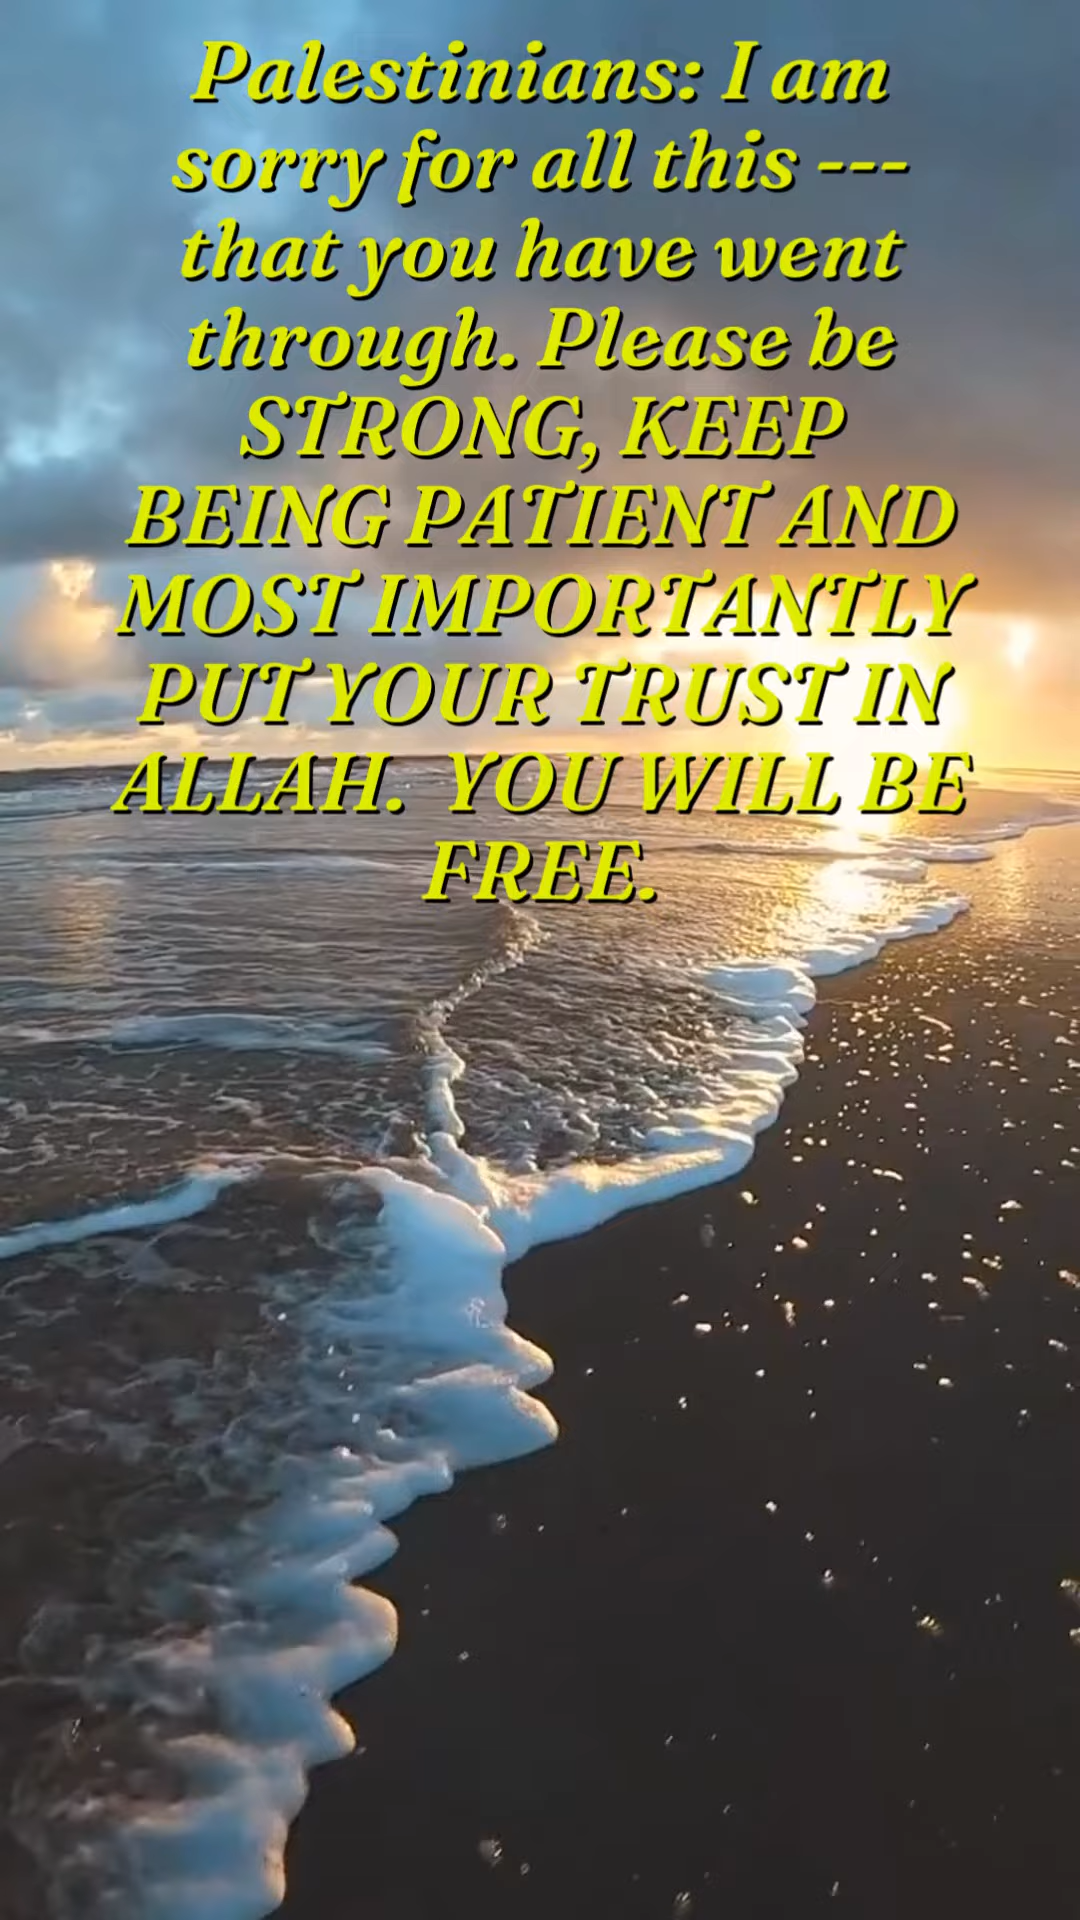 Palestinians: I am
sorry for all this ---
that you have went
through. Please be
STRONG, KEEP
BEING PATIENT AND
MOST IMPORTANTLY
PUT YOUR TRUST IN
ALLAH.  YOU WILL BE
FREE.